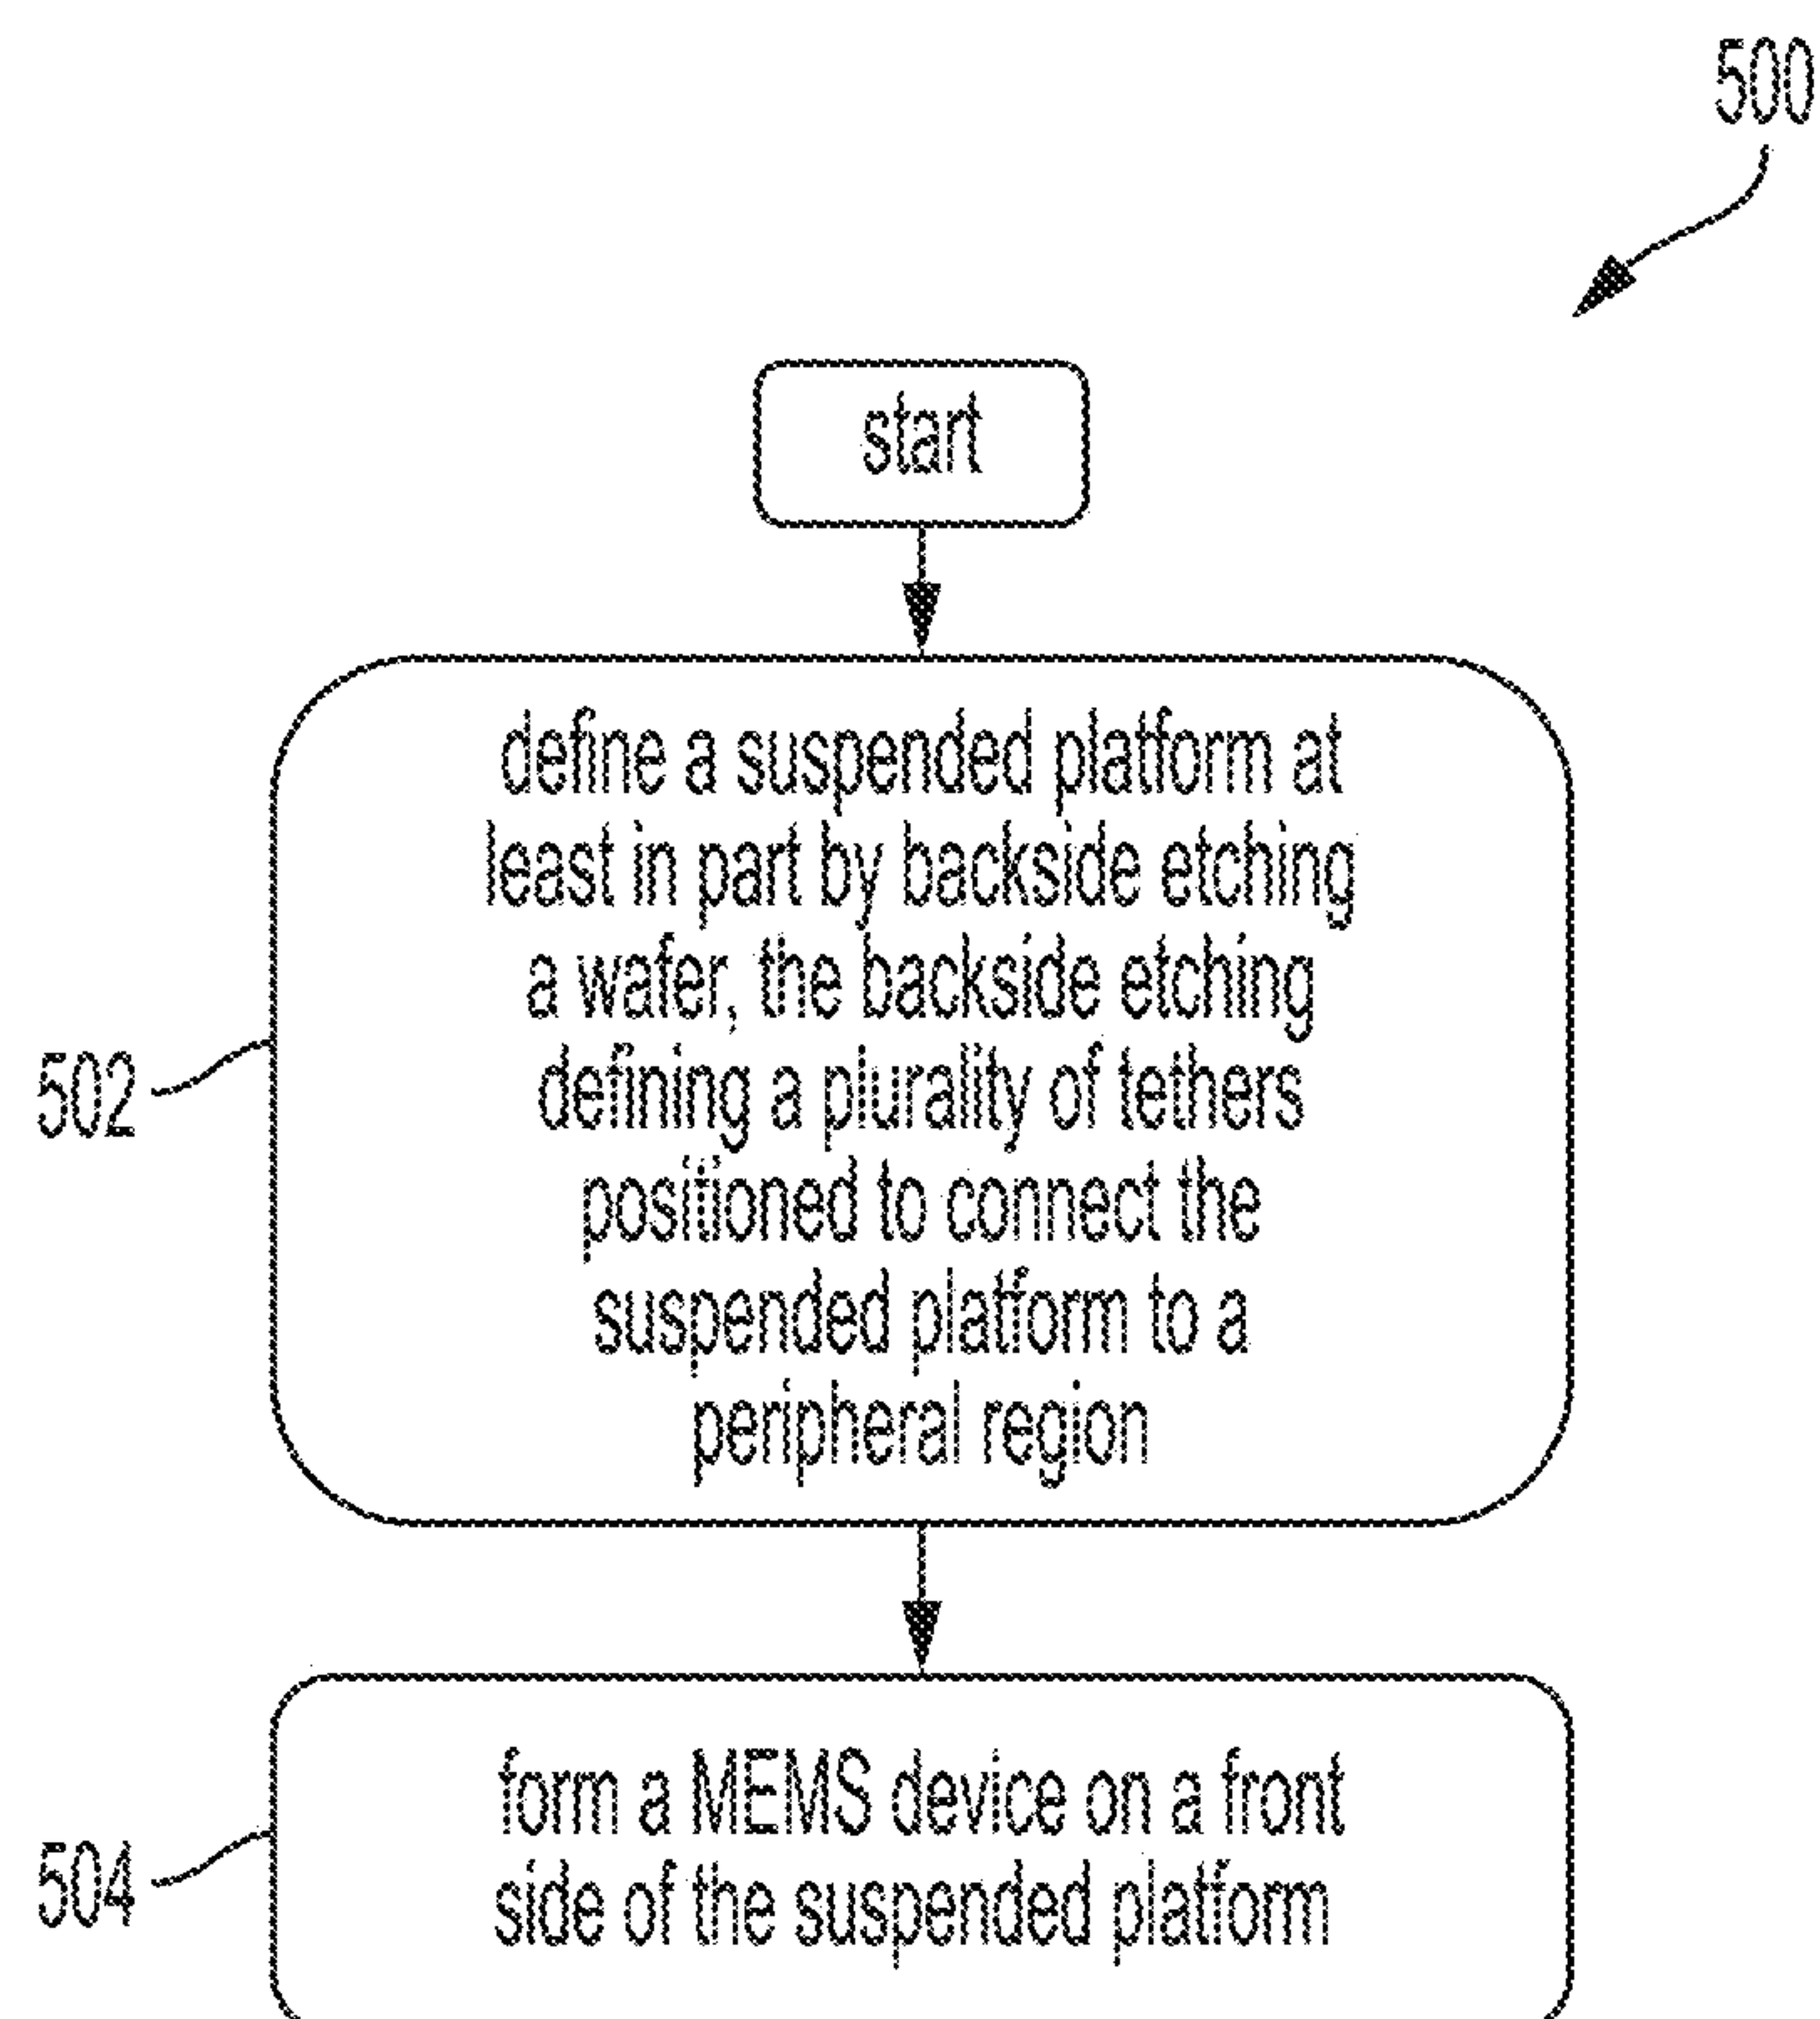 500
start
define a suspended platform at
least in part by backside etching
a wafer, the backside etching
defining a plurality of tethers
positioned to connect the
suspended platform to a
peripheral region
502
form a MEMS device on a front
side of the suspended platform
504